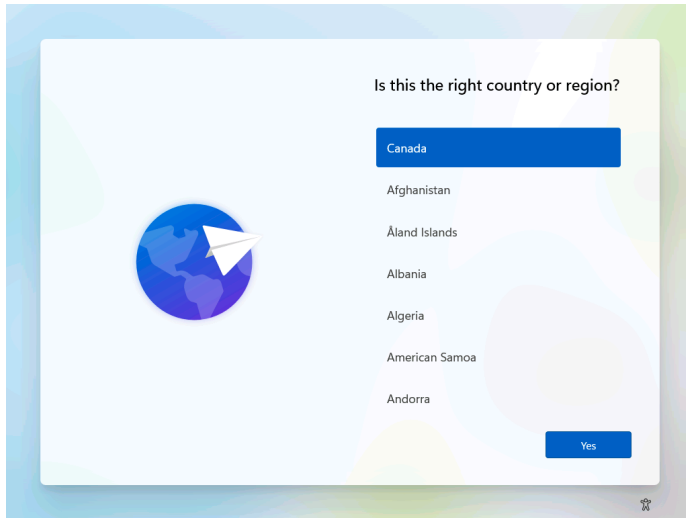 Is this the right country or region?
Canada
Afghanistan
Åland Islands
Albania
Algeria
American Samoa
Andorra
Yes